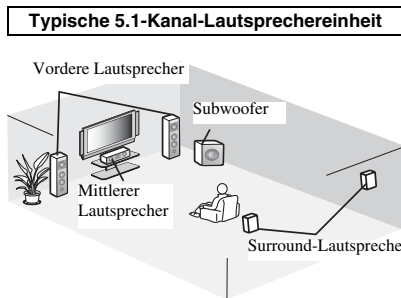 Typische 5.1-Kanal-Lautsprechereinheit
Vordere Lautsprecher
Subwoofer
Mittlerer
Lautsprecher
Surround-Lautspreche